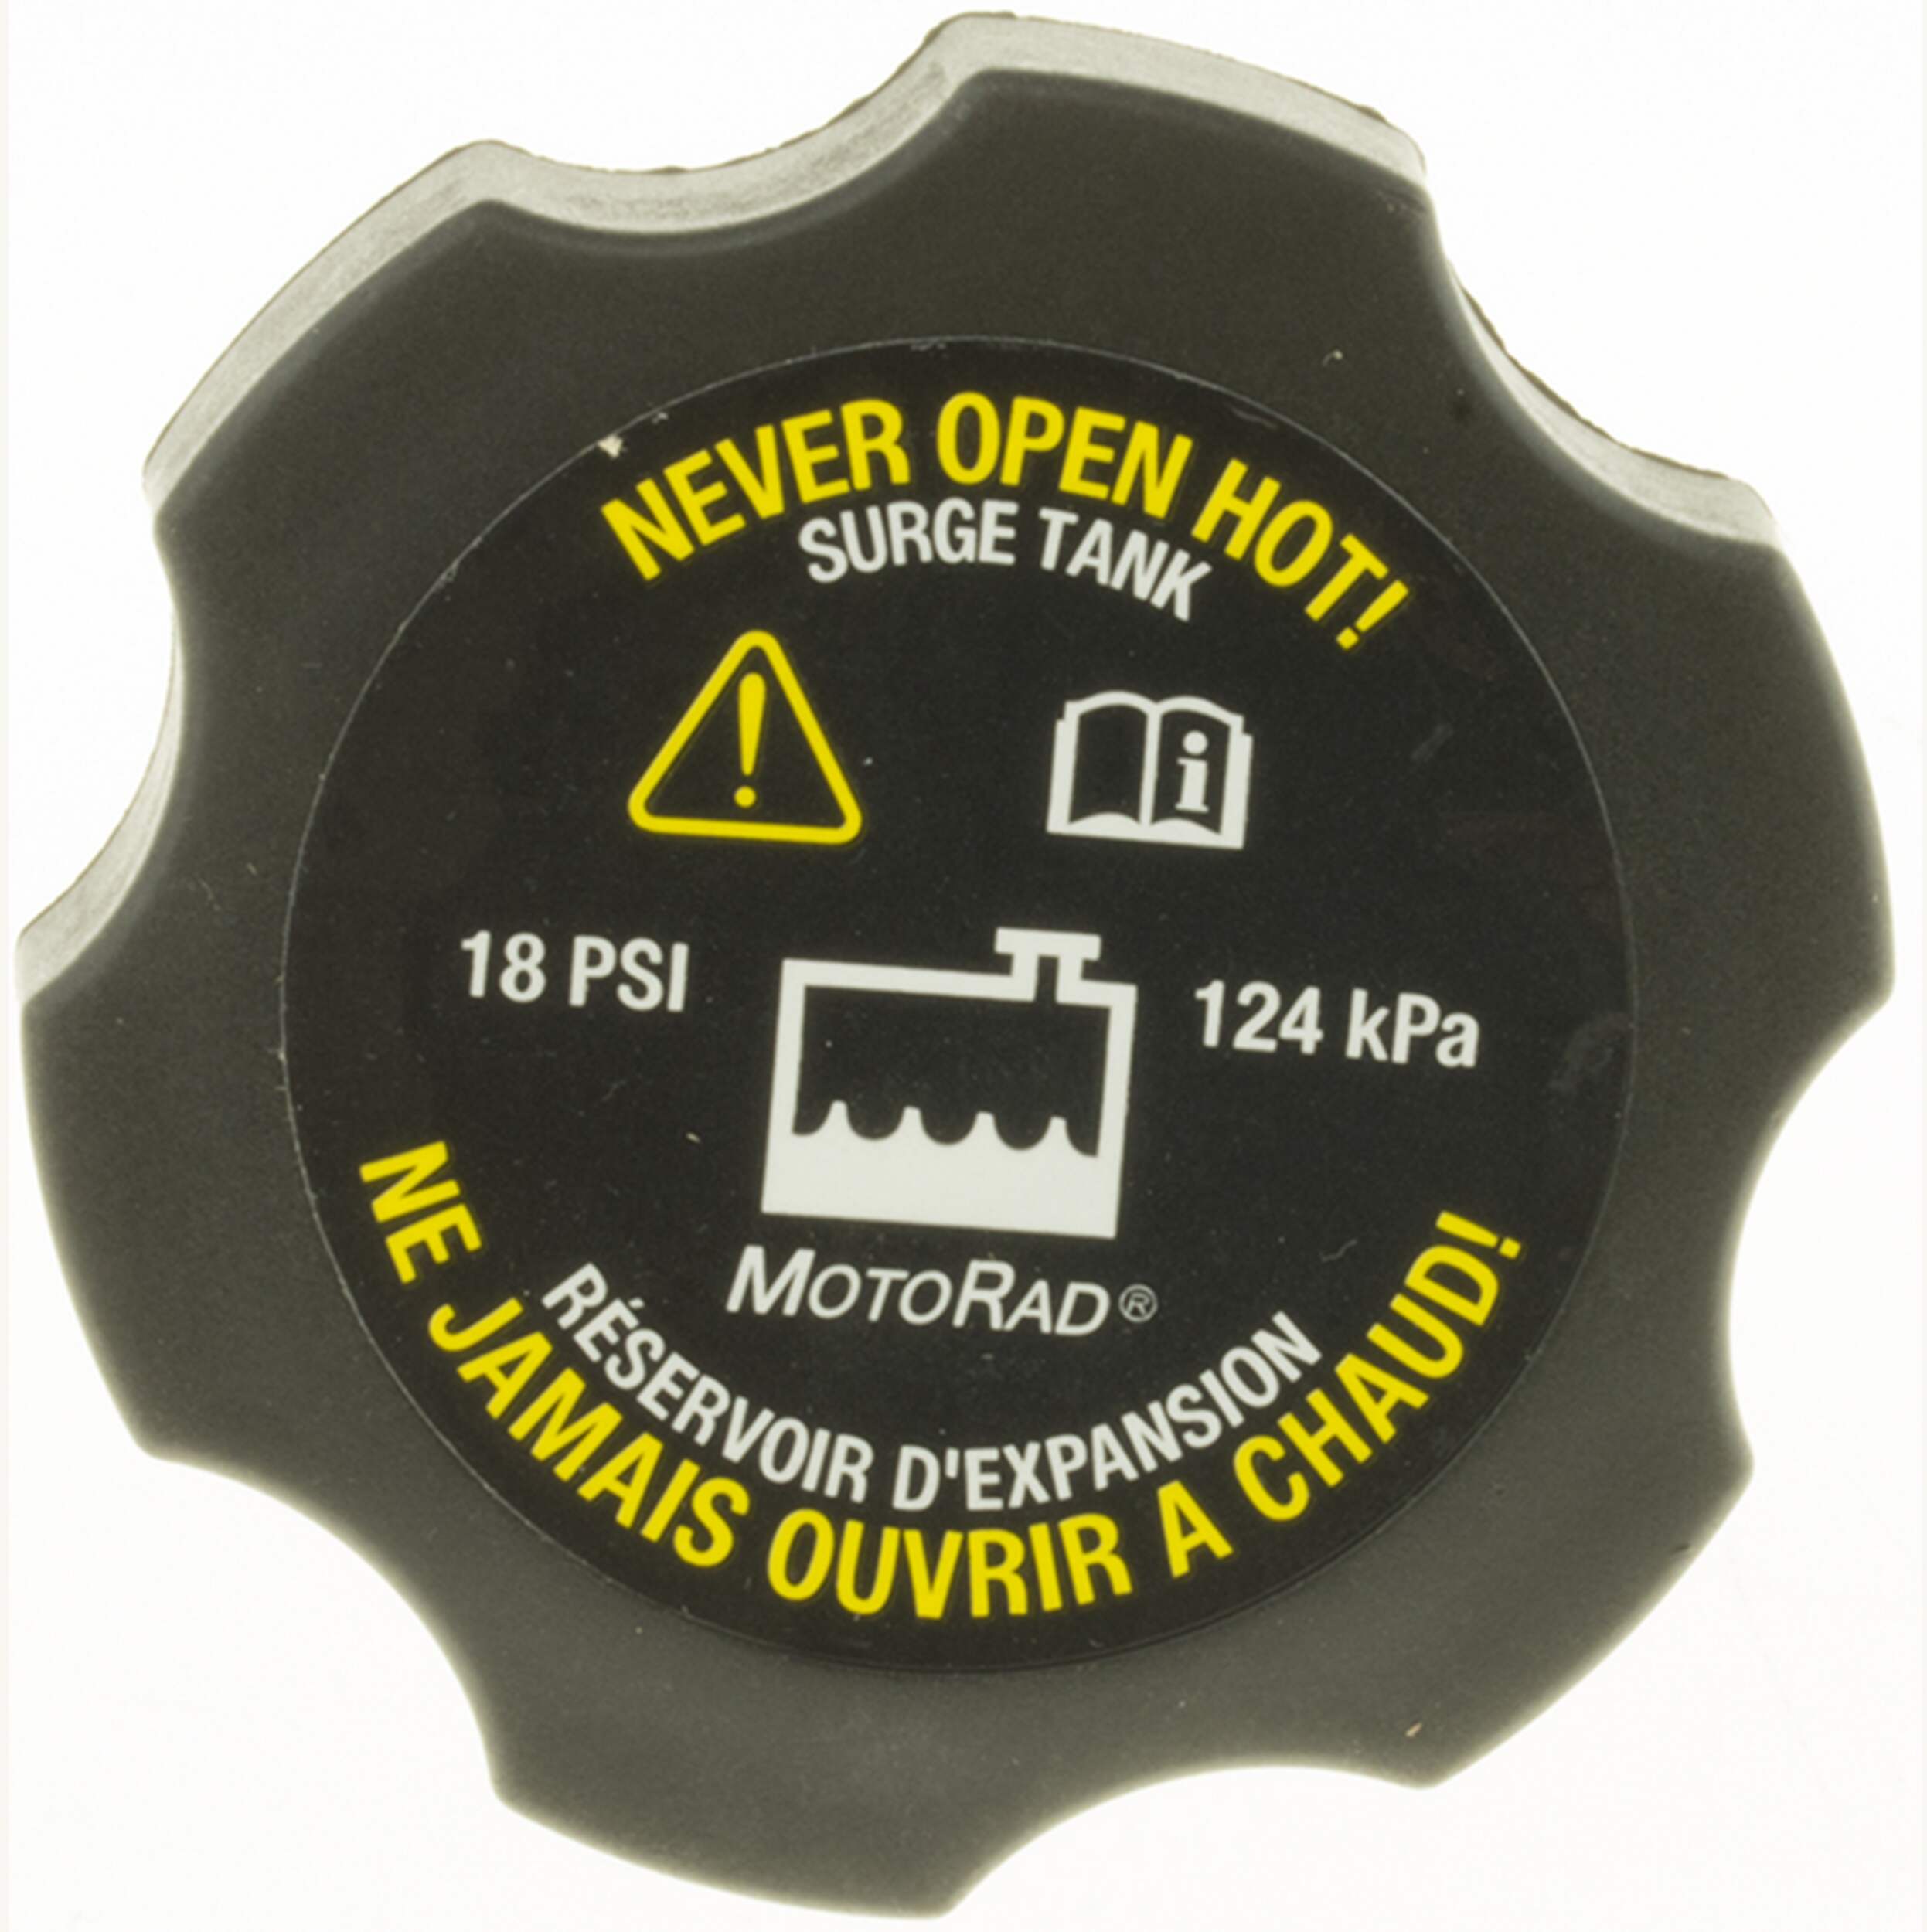 NEVER OPEN HOT!
SURGE TANK
18 PSI
124 kPa
MOTORAD®
RÉSERVOIR D'EXPANSION
NE JAMAIS OUVRIR A CHAUD!